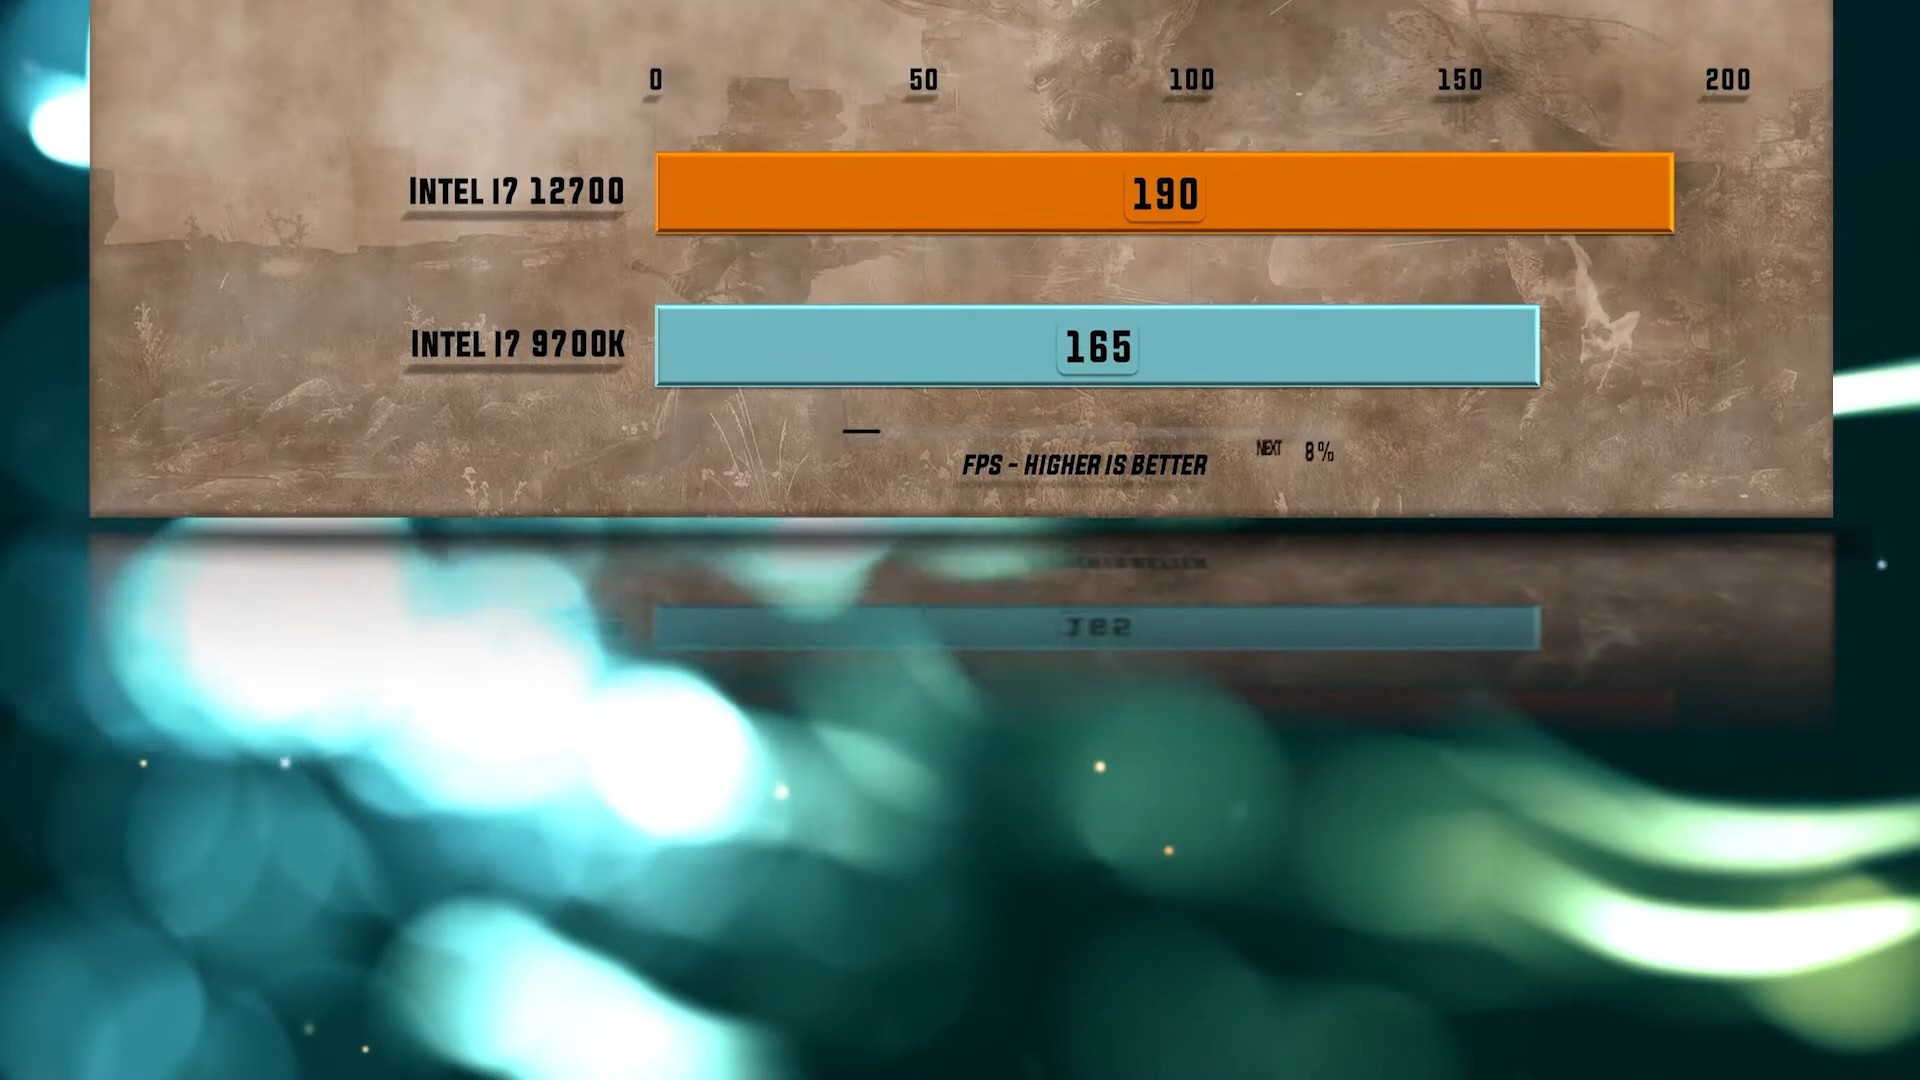 0 50 100 150 200
INTEL I7 12700 190
INTEL I7 9700K 165
NEXT 8%
FPS - HIGHER IS BETTER
165